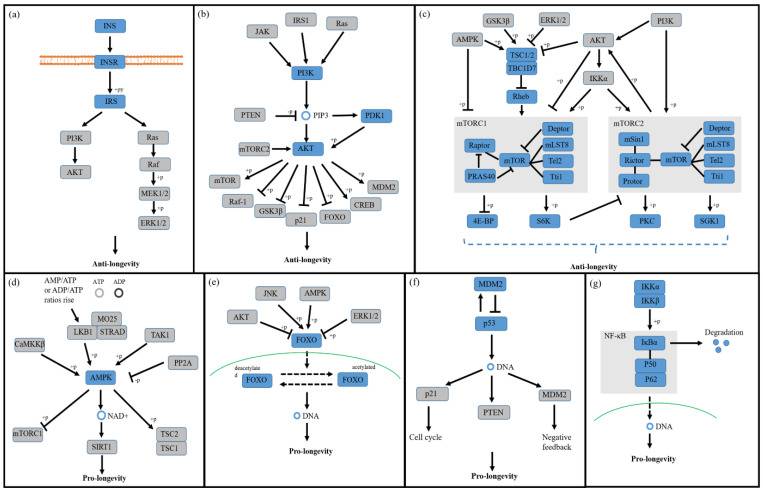 (a)
INS
INSR
+py
IRS
PI3K
Ras
AKT
Raf
+p
MEK1/2
+p
ERK1/2
Anti-longevity
(b)
JAK
IRS1
Ras
+p
PI3K
PTEN
-p
PIP3
PDK1
mTORC2
AKT
+p
mTOR
Raf-1
GSK3β
p21
FOXO
CREB
MDM2
+p
+p
+p
+p
+p
+p
Anti-longevity
(c)
GSK3β
ERK1/2
AMPK
+p
+p
AKT
PI3K
+p
TSC1/2
+p
TBC1D7
IKKα
+p
Rheb
+p
+p
mTORC1
mTORC2
Raptor
Deptor
mLST8
mTOR
Tel2
PRAS40
Tti1
mSin1
Rictor
Protor
mTOR
Deptor
mLST8
Tel2
Tti1
+p
+p
+p
+p
4E-BP
S6K
PKC
SGK1
Anti-longevity
(d)
AMP/ATP
or ADP/ATP
ratios rise
ATP
ADP
MO25
LKB1
STRAD
CaMKKβ
TAK1
+p
+p
PP2A
AMPK
-p
+p
NAD+
+p
mTORC1
SIRT1
TSC2
TSC1
Pro-longevity
(e)
JNK
AMPK
AKT
+p
+p
ERK1/2
+p
+p
FOXO
deacetylate
d
acetylated
FOXO
FOXO
DNA
Pro-longevity
(f)
MDM2
p53
DNA
p21
PTEN
MDM2
Cell cycle
Negative
feedback
Pro-longevity
(g)
IKKα
IKKβ
+p
NF-κB
IκBα
Degradation
P50
P62
DNA
Pro-longevity